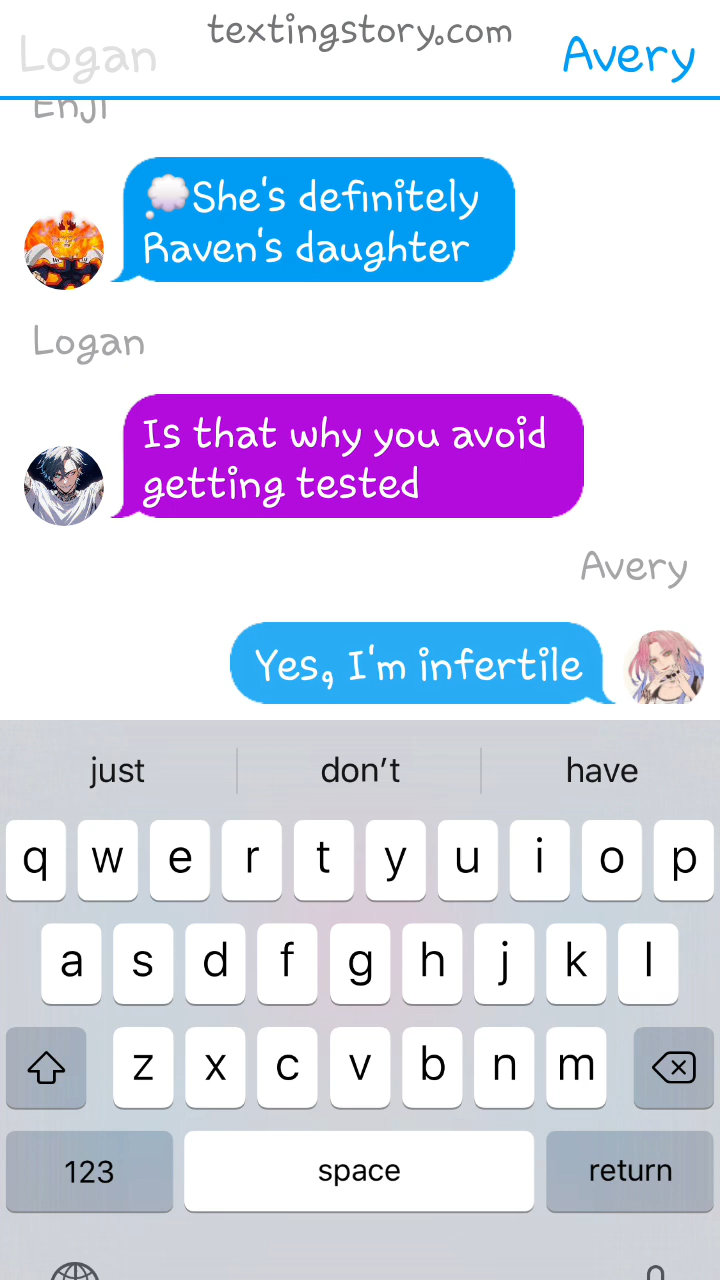 textingstory.com
Logan
Avery
Enji
She's definitely
Raven's daughter
Logan
Is that why you avoid
getting tested
Avery
Yes, I'm infertile
just don't have
q w e r t y u i o p
a s d f g h j k l
z x c v b n m
123 space return